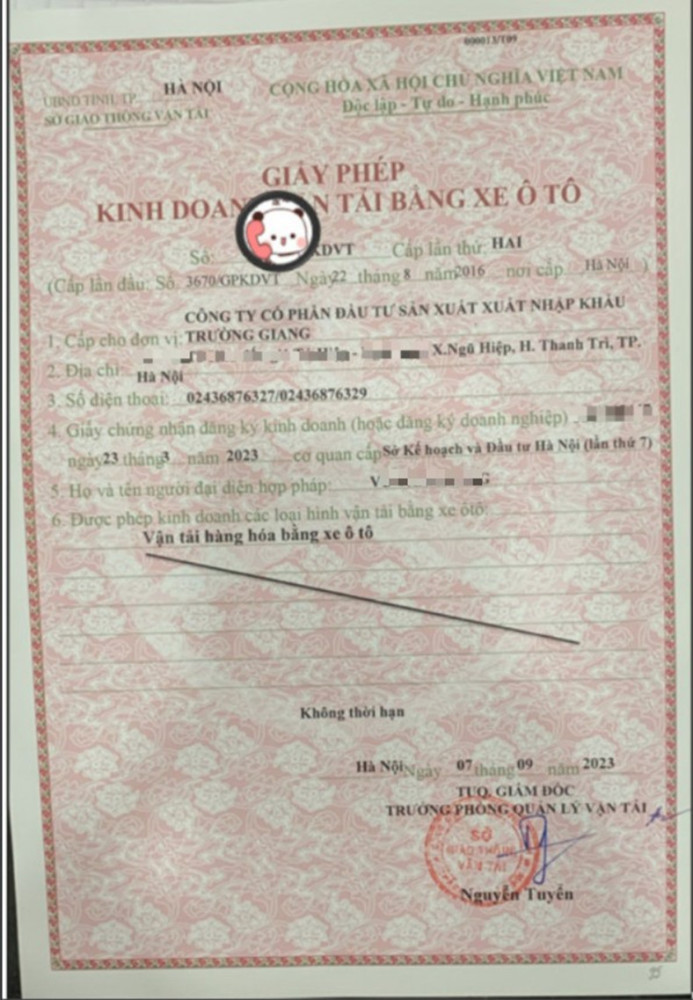 000013/T09
UBND TỈNH, TP HÀ NỘI
SỞ GIAO THÔNG VẬN TẢI
CỘNG HÒA XÃ HỘI CHỦ NGHĨA VIỆT NAM
Độc lập - Tự do - Hạnh phúc
GIẤY PHÉP
KINH DOAN N TẢI BẰNG XE Ô TÔ
Số: KDVT Cấp lần thứ: HAI
(Cấp lần đầu: Số. 3670/GPKDVT Ngày 22 tháng 8 năm 2016 nơi cấp Hà Nội )
CÔNG TY CỔ PHẦN ĐẦU TƯ SẢN XUẤT XUẤT NHẬP KHẨU
1. Cấp cho đơn vị: TRƯỜNG GIANG
2. Địa chỉ: X.Ngũ Hiệp, H. Thanh Trì, TP.
Hà Nội
3. Số điện thoại: 02436876327/02436876329
4. Giấy chứng nhận đăng ký kinh doanh (hoặc đăng ký doanh nghiệp)
ngày 23 tháng 3 năm 2023 cơ quan cấp Sở Kế hoạch và Đầu tư Hà Nội (lần thứ 7)
5. Họ và tên người đại diện hợp pháp: V
6. Được phép kinh doanh các loại hình vận tải bằng xe ôtô:
Vận tải hàng hóa bằng xe ô tô
Không thời hạn
Hà Nội Ngày 07 tháng 09 năm 2023
TUQ. GIÁM ĐỐC
TRƯỞNG PHÒNG QUẢN LÝ VẬN TẢI
SỞ
GIAO THÔNG
VẬN TẢI
Nguyễn Tuyển